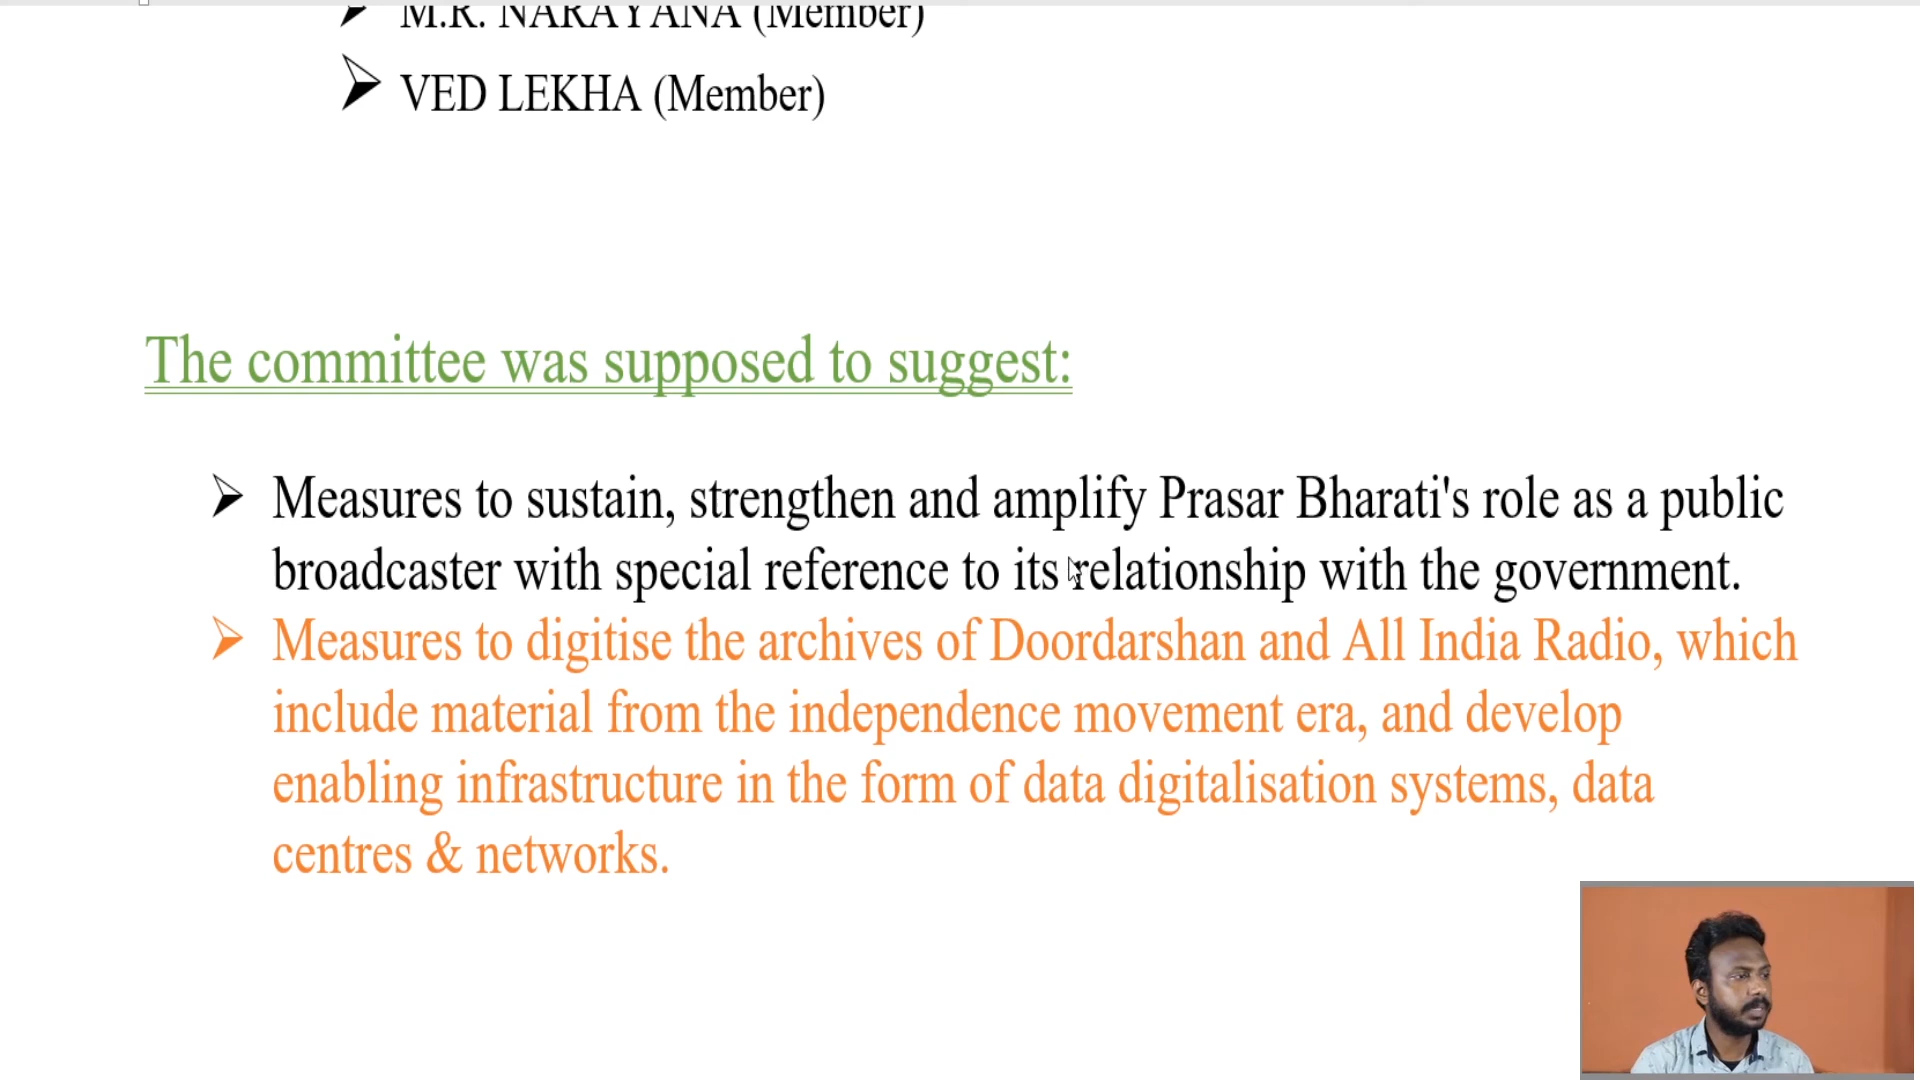 M.R. NARAYANA (Member)
VED LEKHA (Member)
The committee was supposed to suggest:
Measures to sustain, strengthen and amplify Prasar Bharati's role as a public
broadcaster with special reference to its relationship with the government.
Measures to digitise the archives of Doordarshan and All India Radio, which
include material from the independence movement era, and develop
enabling infrastructure in the form of data digitalisation systems, data
centres & networks.